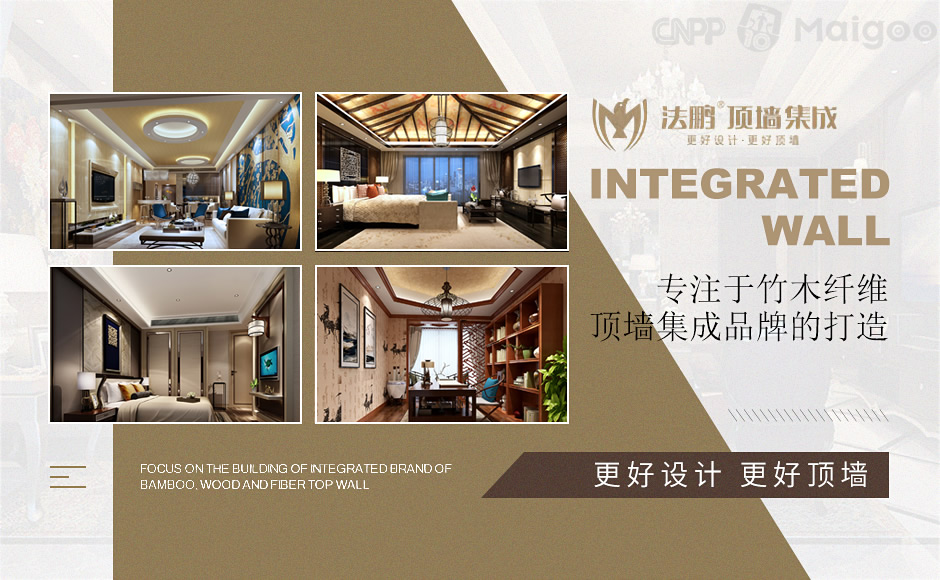 CNPP Maigoo
法鹏®顶墙集成
更好设计·更好顶墙
INTEGRATED
WALL
专注于竹木纤维
顶墙集成品牌的打造
FOCUS ON THE BUILDING OF INTEGRATED BRAND OF
BAMBOO, WOOD AND FIBER TOP WALL
更好设计 更好顶墙